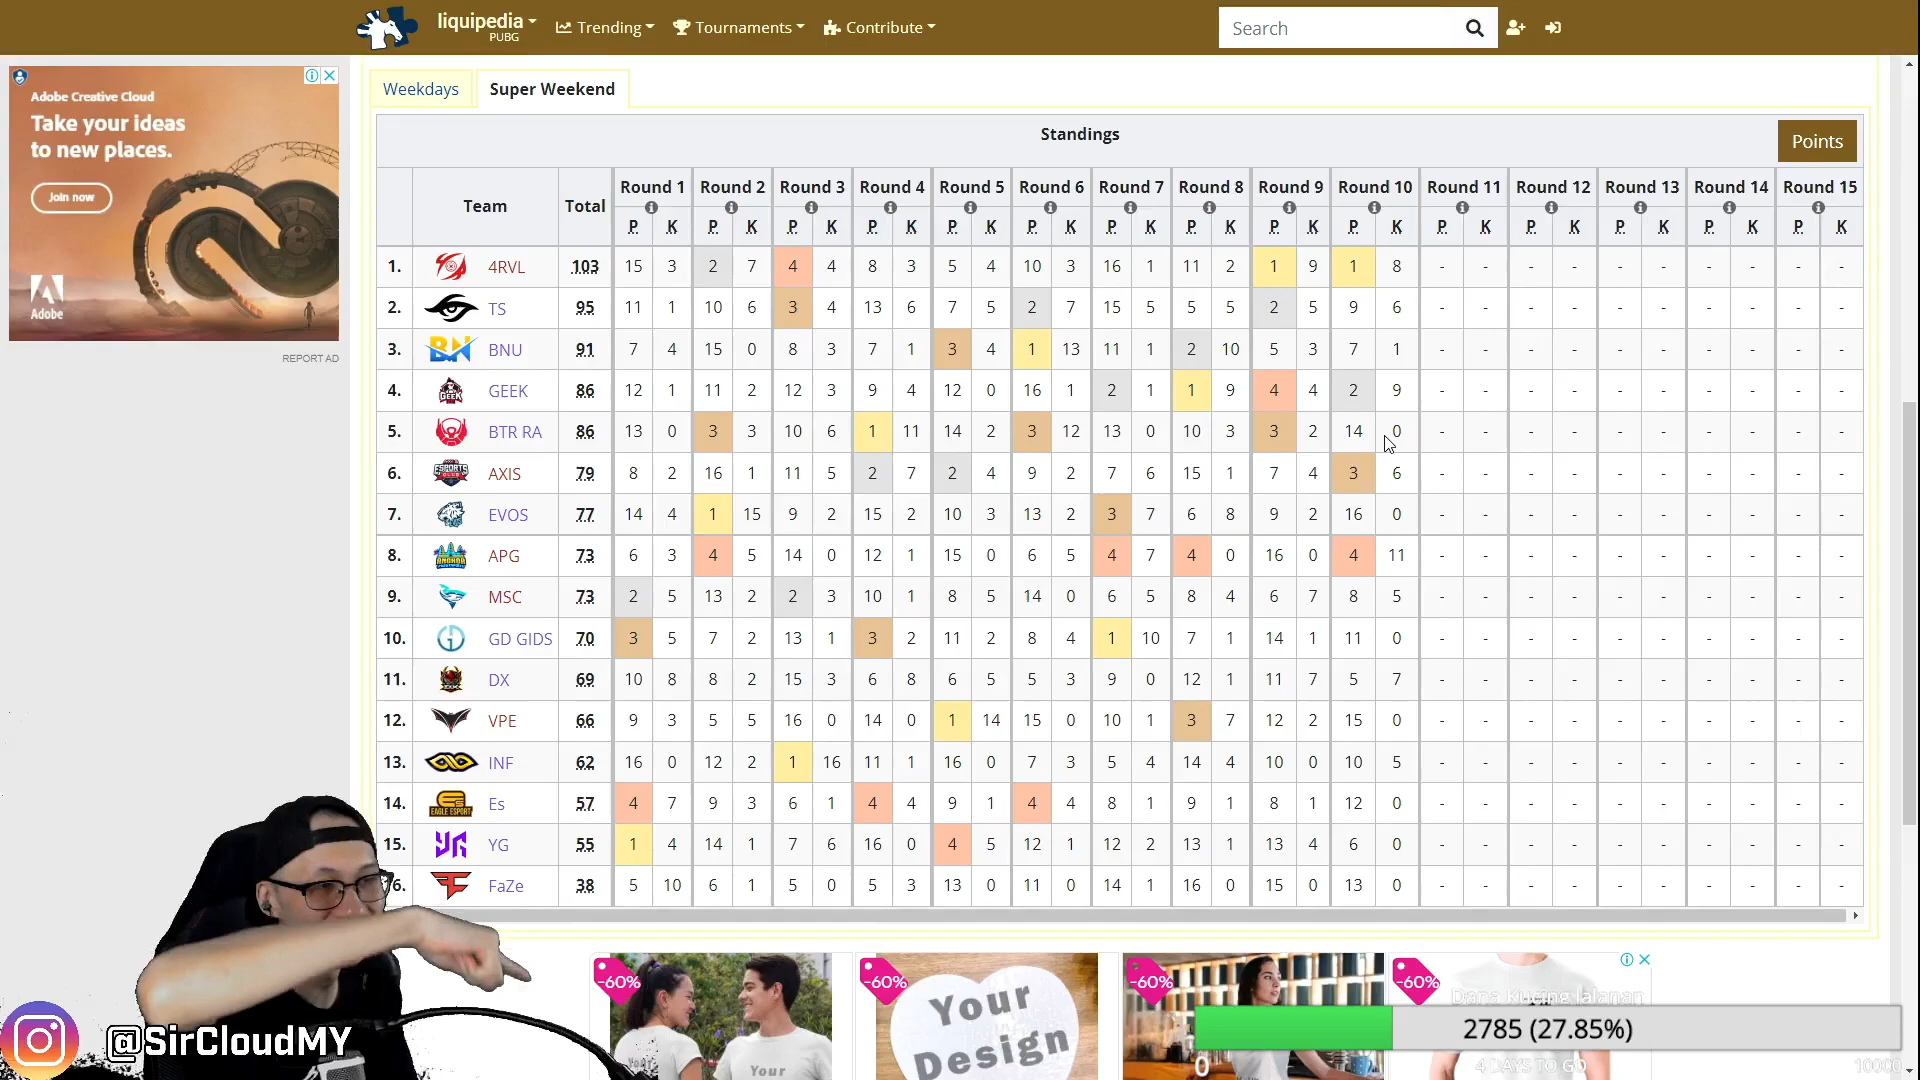 liquipedia
PUBG
Trending
Tournaments
Contribute
Search
Adobe Creative Cloud
Take your ideas
to new places.
Join now
Adobe
REPORT AD
Weekdays
Super Weekend
Standings
Points
Team Total Round 1 Round 2 Round 3 Round 4 Round 5 Round 6 Round 7 Round 8 Round 9 Round 10 Round 11 Round 12 Round 13 Round 14 Round 15
P K P K P K P K P K P K P K P K P K P K P K P K P K P K P K
1. 4RVL 103 15 3 2 7 4 4 8 3 5 4 10 3 16 1 11 2 1 9 1 8 - - - - - - - - - -
2. TS 95 11 1 10 6 3 4 13 6 7 5 2 7 15 5 5 5 2 5 9 6 - - - - - - - - - -
3. BN BNU 91 7 4 15 0 8 3 7 1 3 4 1 13 11 1 2 10 5 3 7 1 - - - - - - - - - -
4. GEEK GEEK 86 12 1 11 2 12 3 9 4 12 0 16 1 2 1 1 9 4 4 2 9 - - - - - - - - - -
5. BTR RA 86 13 0 3 3 10 6 1 11 14 2 3 12 13 0 10 3 3 2 14 0 - - - - - - - - - -
6. AXIS 79 8 2 16 1 11 5 2 7 2 4 9 2 7 6 15 1 7 4 3 6 - - - - - - - - - -
7. EVOS 77 14 4 1 15 9 2 15 2 10 3 13 2 3 7 6 8 9 2 16 0 - - - - - - - - - -
8. APG 73 6 3 4 5 14 0 12 1 15 0 6 5 4 7 4 0 16 0 4 11 - - - - - - - - - -
9. MSC 73 2 5 13 2 2 3 10 1 8 5 14 0 6 5 8 4 6 7 8 5 - - - - - - - - - -
10. GD GIDS 70 3 5 7 2 13 1 3 2 11 2 8 4 1 10 7 1 14 1 11 0 - - - - - - - - - -
11. DX 69 10 8 8 2 15 3 6 8 6 5 5 3 9 0 12 1 11 7 5 7 - - - - - - - - - -
12. VPE 66 9 3 5 5 16 0 14 0 1 14 15 0 10 1 3 7 12 2 15 0 - - - - - - - - - -
13. INF 62 16 0 12 2 1 16 11 1 16 0 7 3 5 4 14 4 10 0 10 5 - - - - - - - - - -
14. EAGLE ESPORT Es 57 4 7 9 3 6 1 4 4 9 1 4 4 8 1 9 1 8 1 12 0 - - - - - - - - - -
15. YG 55 1 4 14 1 7 6 16 0 4 5 12 1 12 2 13 1 13 4 6 0 - - - - - - - - - -
6. FaZe 38 5 10 6 1 5 0 5 3 13 0 11 0 14 1 16 0 15 0 13 0 - - - - - - - - - -
-60%
-60%
-60%
-60%
Your
Your
Design
Dana Kucing Jalanan
2785 (27.85%)
0
4 DAYS TO GO
10000
@SirCloudMY